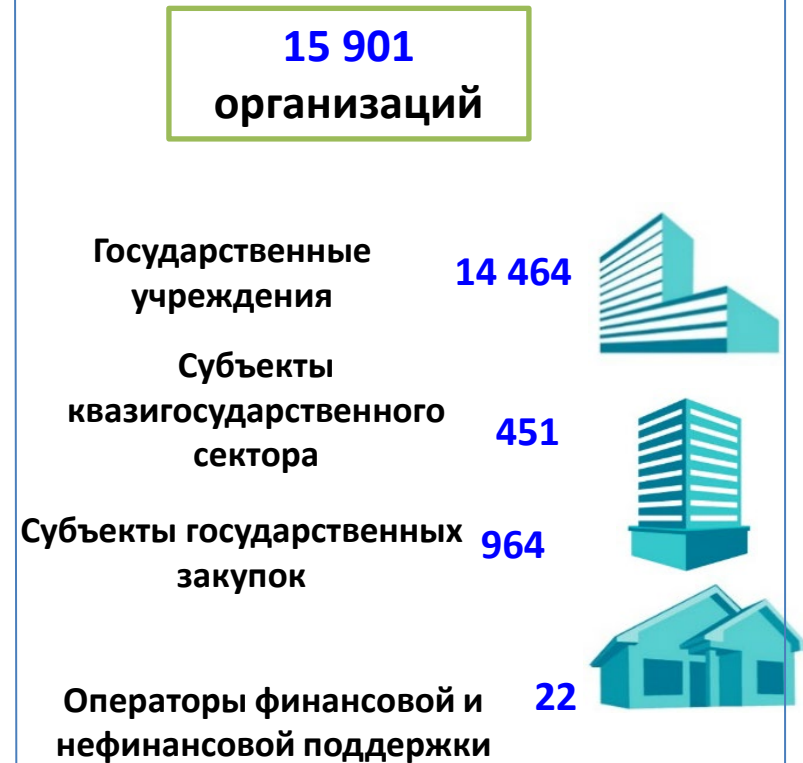 15 901
организаций
Государственные
учреждения
14 464
Субъекты
квазигосударственного
сектора
451
Субъекты государственных
закупок
964
Операторы финансовой и
нефинансовой поддержки
22